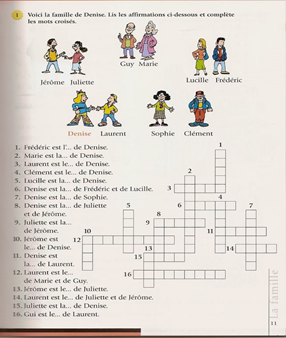 1 Voici la famille de Denise. Lis les affirmations ci-dessous et complète
les mots croisés.
Guy Marie
Jérôme Juliette
Lucille Frédéric
Denise Laurent
Sophie Clément
1. Frédéric est l'... de Denise.
2. Marie est la... de Denise.
3. Laurent est le... de Denise.
4. Clément est le... de Denise.
5. Lucille est la... de Denise.
6. Denise est la... de Frédéric et de Lucille.
7. Denise est la... de Sophie.
8. Denise est la... de Juliette
et de Jérôme.
9. Juliette est la...
de Jérôme.
10. Jérôme est
le... de Denise.
11. Denise est
la... de Laurent.
12. Laurent est le...
de Marie et de Guy.
13. Jérôme est le... de Juliette.
14. Laurent est le... de Juliette et de Jérôme.
15. Juliette est la... de Denise.
16. Gui est le... de Laurent.
1
2
3
4
5
6
7
8
9
10
11
12
13
14
15
16
La famille
11